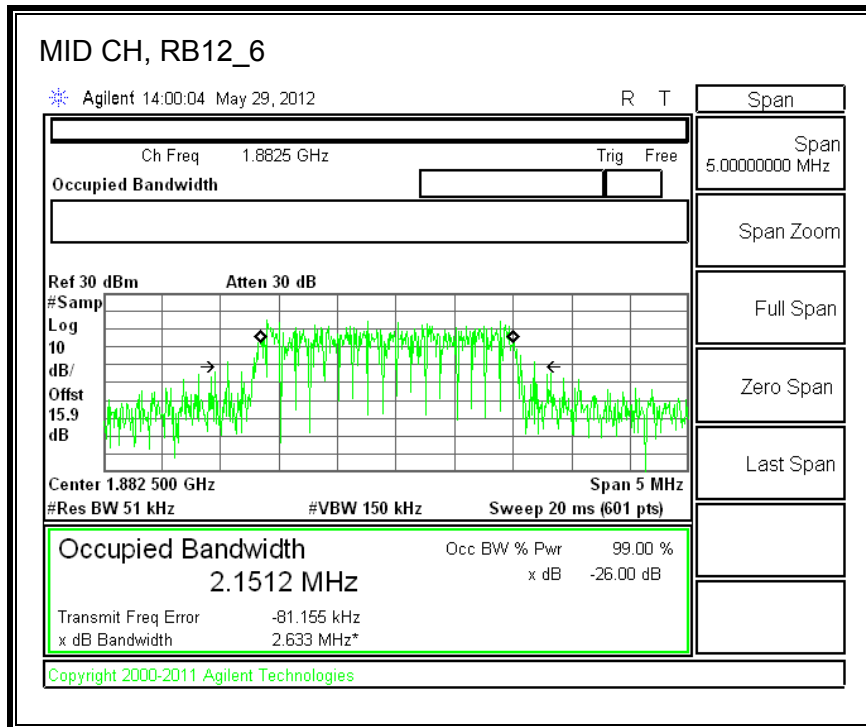 MID CH, RB12_6
Agilent 14:00:04 May 29, 2012 R T
Span
Ch Freq 1.8825 GHz Trig Free
Occupied Bandwidth
Span
5.00000000 MHz
Span Zoom
Full Span
Zero Span
Last Span
Ref 30 dBm Atten 30 dB
#Samp
Log
10
dB/
Offst
15.9
dB
Center 1.882 500 GHz Span 5 MHz
#Res BW 51 kHz #VBW 150 kHz Sweep 20 ms (601 pts)
Occupied Bandwidth Occ BW % Pwr 99.00 %
2.1512 MHz x dB -26.00 dB
Transmit Freq Error -81.155 kHz
x dB Bandwidth 2.633 MHz*
Copyright 2000-2011 Agilent Technologies